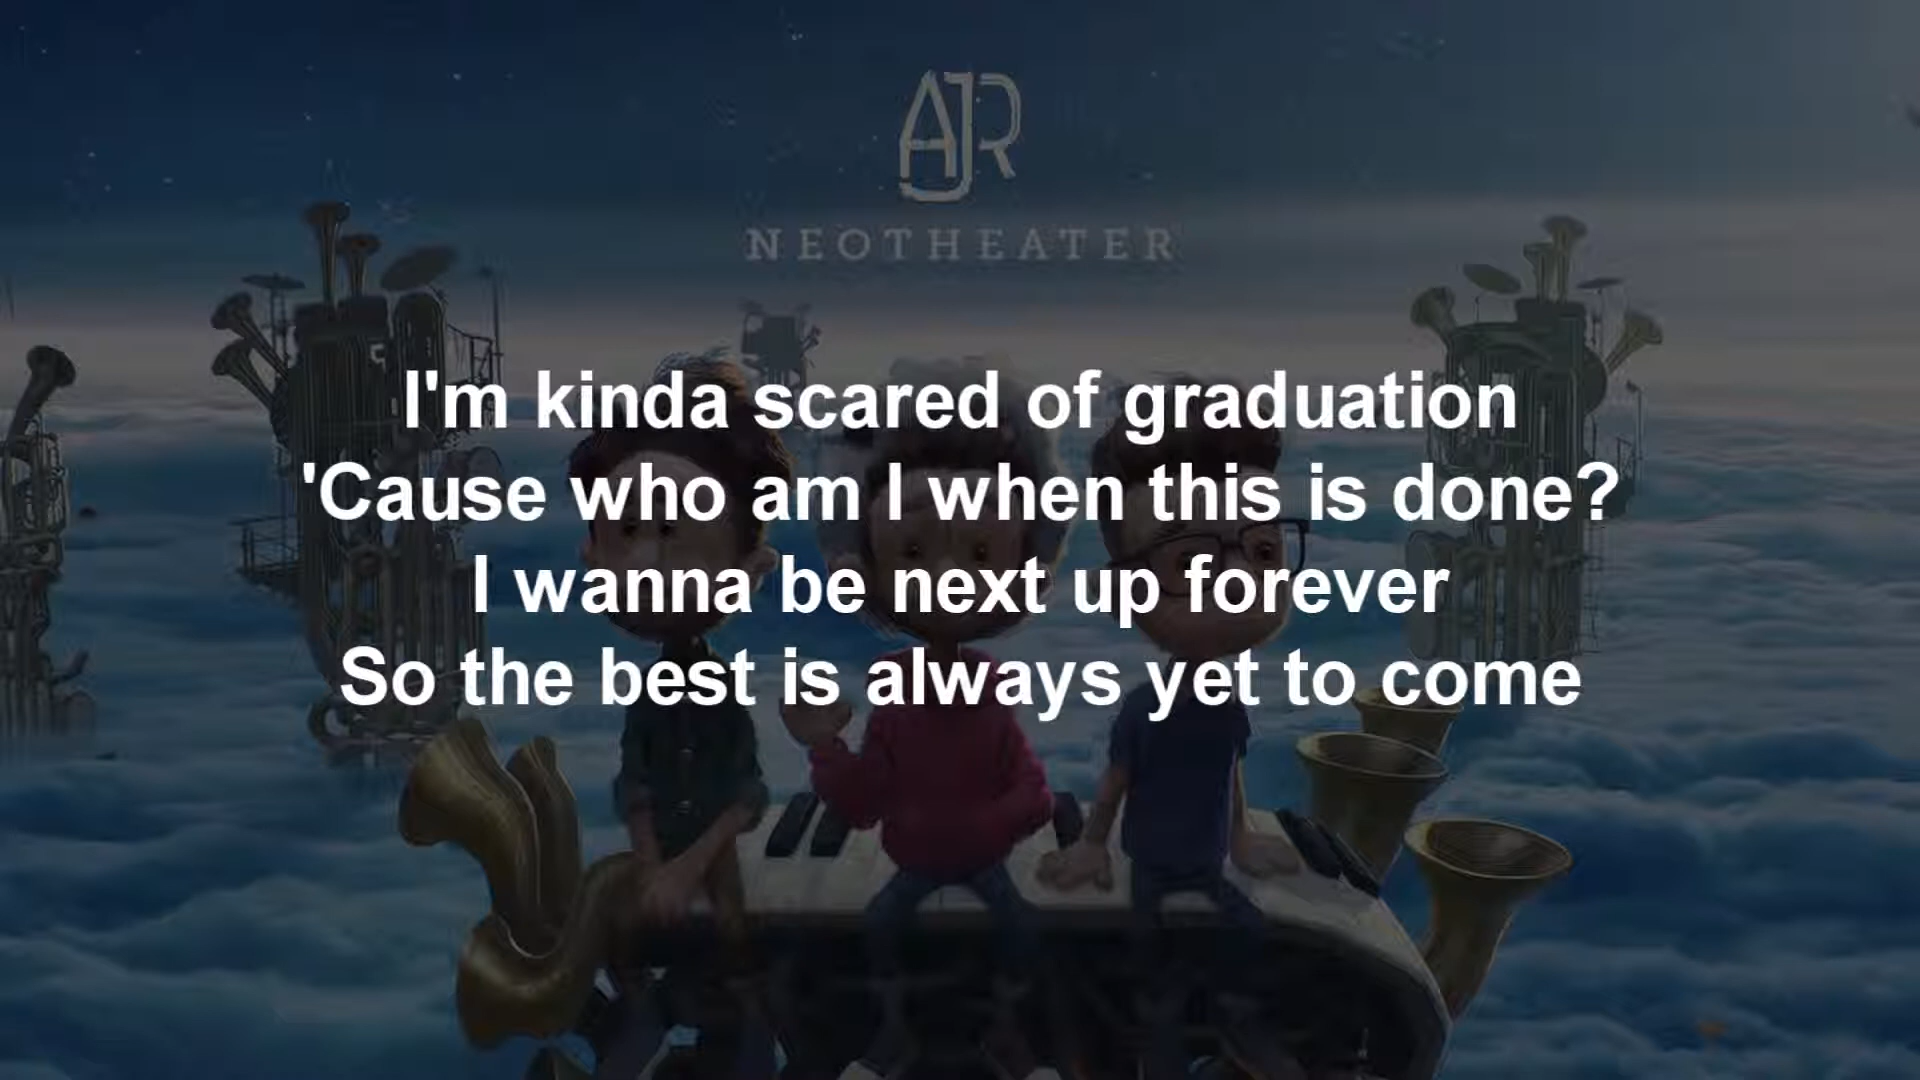 AJR
NEOTHEATER
I'm kinda scared of graduation
'Cause who am I when this is done?
I wanna be next up forever
So the best is always yet to come